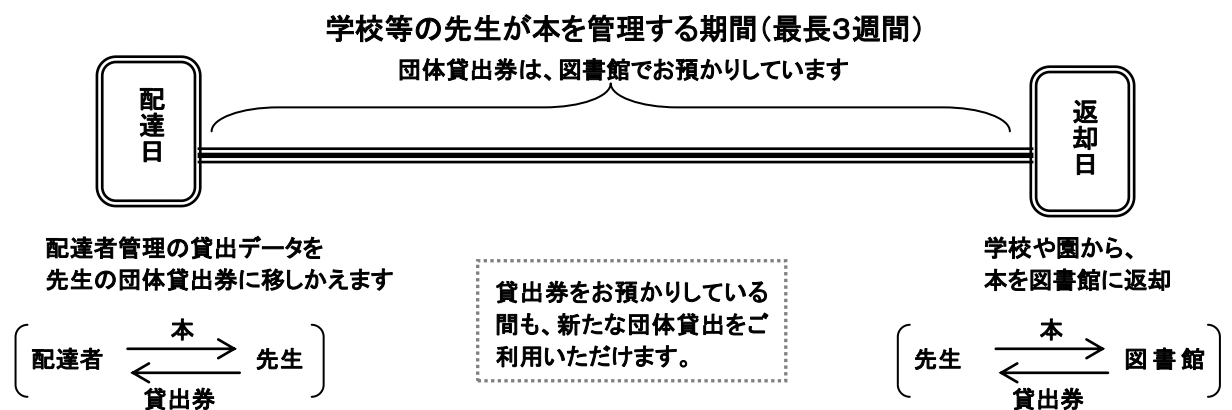 学校等の先生が本を管理する期間(最長3週間)
団体貸出券は、図書館でお預かりしています
配達日
返却日
配達者管理の貸出データを
先生の団体貸出券に移しかえます
学校や園から、
本を図書館に返却
貸出券をお預かりしている
間も、新たな団体貸出をご
利用いただけます。
本
配達者 先生
貸出券
本
先生 図書館
貸出券